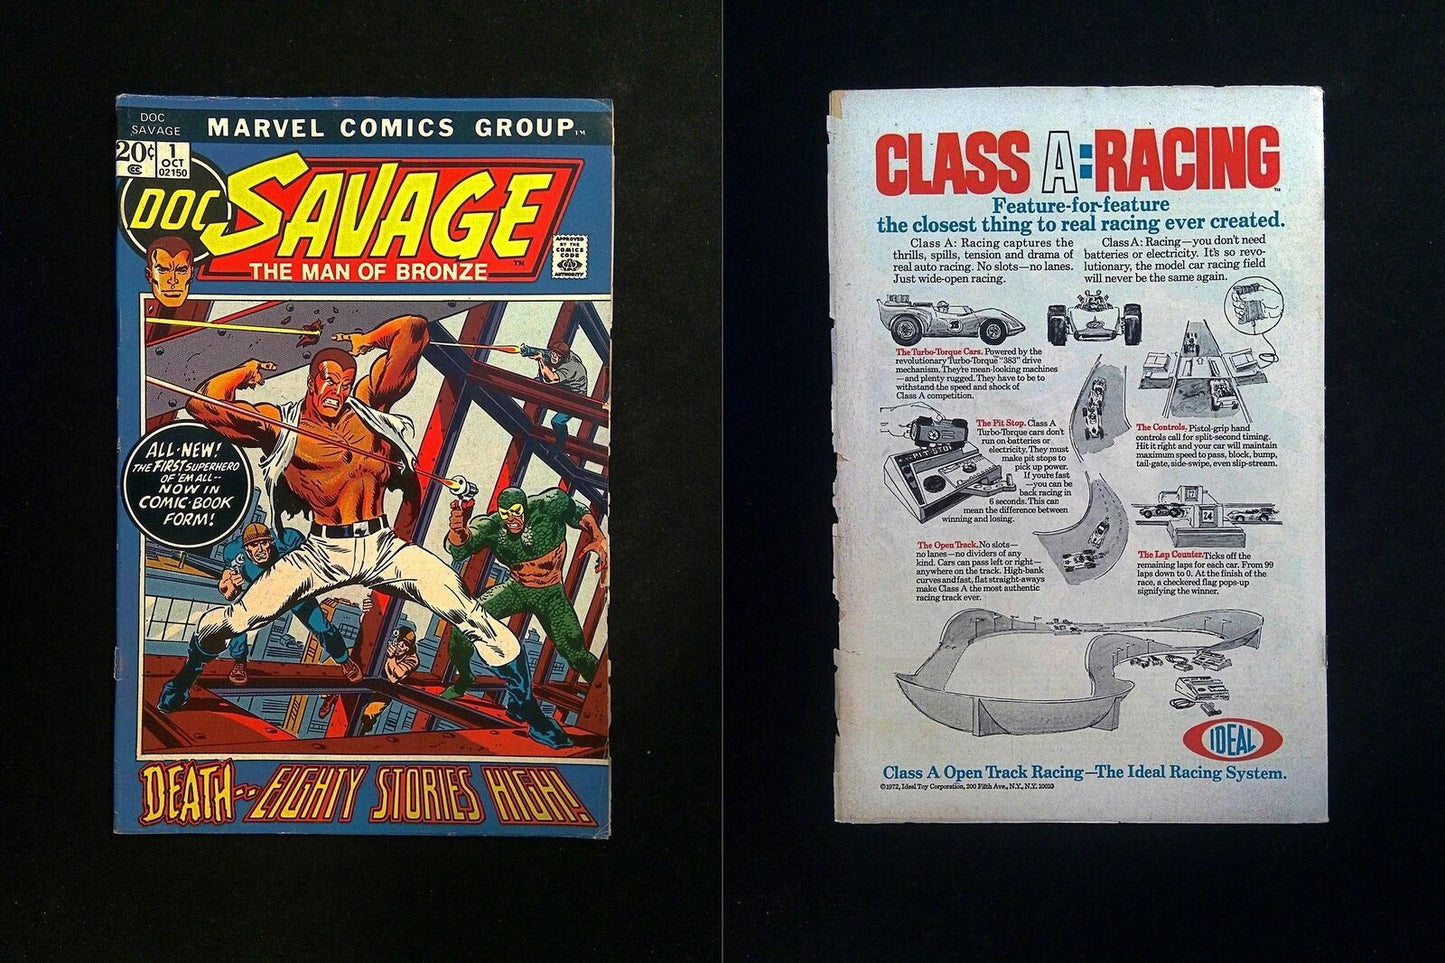 DOC
SAVAGE
MARVEL COMICS GROUP™
20¢
CC
1
OCT
02150
DOC
SAVAGE™
THE MAN OF BRONZE
APPROVED
BY THE
COMICS
CODE
AUTHORITY
ALL-NEW!
THE FIRST SUPERHERO
OF 'EM ALL--
NOW IN
COMIC-BOOK
FORM!
DEATH-- EIGHTY STORIES HIGH!
CLASS A:RACING™
Feature-for-feature
the closest thing to real racing ever created.
Class A: Racing captures the
thrills, spills, tension and drama of
real auto racing. No slots—no lanes.
Just wide-open racing.
Class A: Racing—you don't need
batteries or electricity. It's so revo-
lutionary, the model car racing field
will never be the same again.
The Turbo-Torque Cars. Powered by the
revolutionary Turbo-Torque "383" drive
mechanism. They're mean-looking machines
—and plenty rugged. They have to be to
withstand the speed and shock of
Class A competition.
PIT STOP
The Pit Stop. Class A
Turbo-Torque cars don't
run on batteries or
electricity. They must
make pit stops to
pick up power.
If you're fast
—you can be
back racing in
6 seconds. This can
mean the difference between
winning and losing.
The Controls. Pistol-grip hand
controls call for split-second timing.
Hit it right and your car will maintain
maximum speed to pass, block, bump,
tail-gate, side-swipe, even slip-stream.
17
24
The Open Track. No slots—
no lanes—no dividers of any
kind. Cars can pass left or right—
anywhere on the track. High-bank
curves and fast, flat straight-aways
make Class A the most authentic
racing track ever.
The Lap Counter. Ticks off the
remaining laps for each car. From 99
laps down to 0. At the finish of the
race, a checkered flag pops-up
signifying the winner.
IDEAL
Class A Open Track Racing—The Ideal Racing System.
©1972, Ideal Toy Corporation, 200 Fifth Ave., N.Y., N.Y. 10010